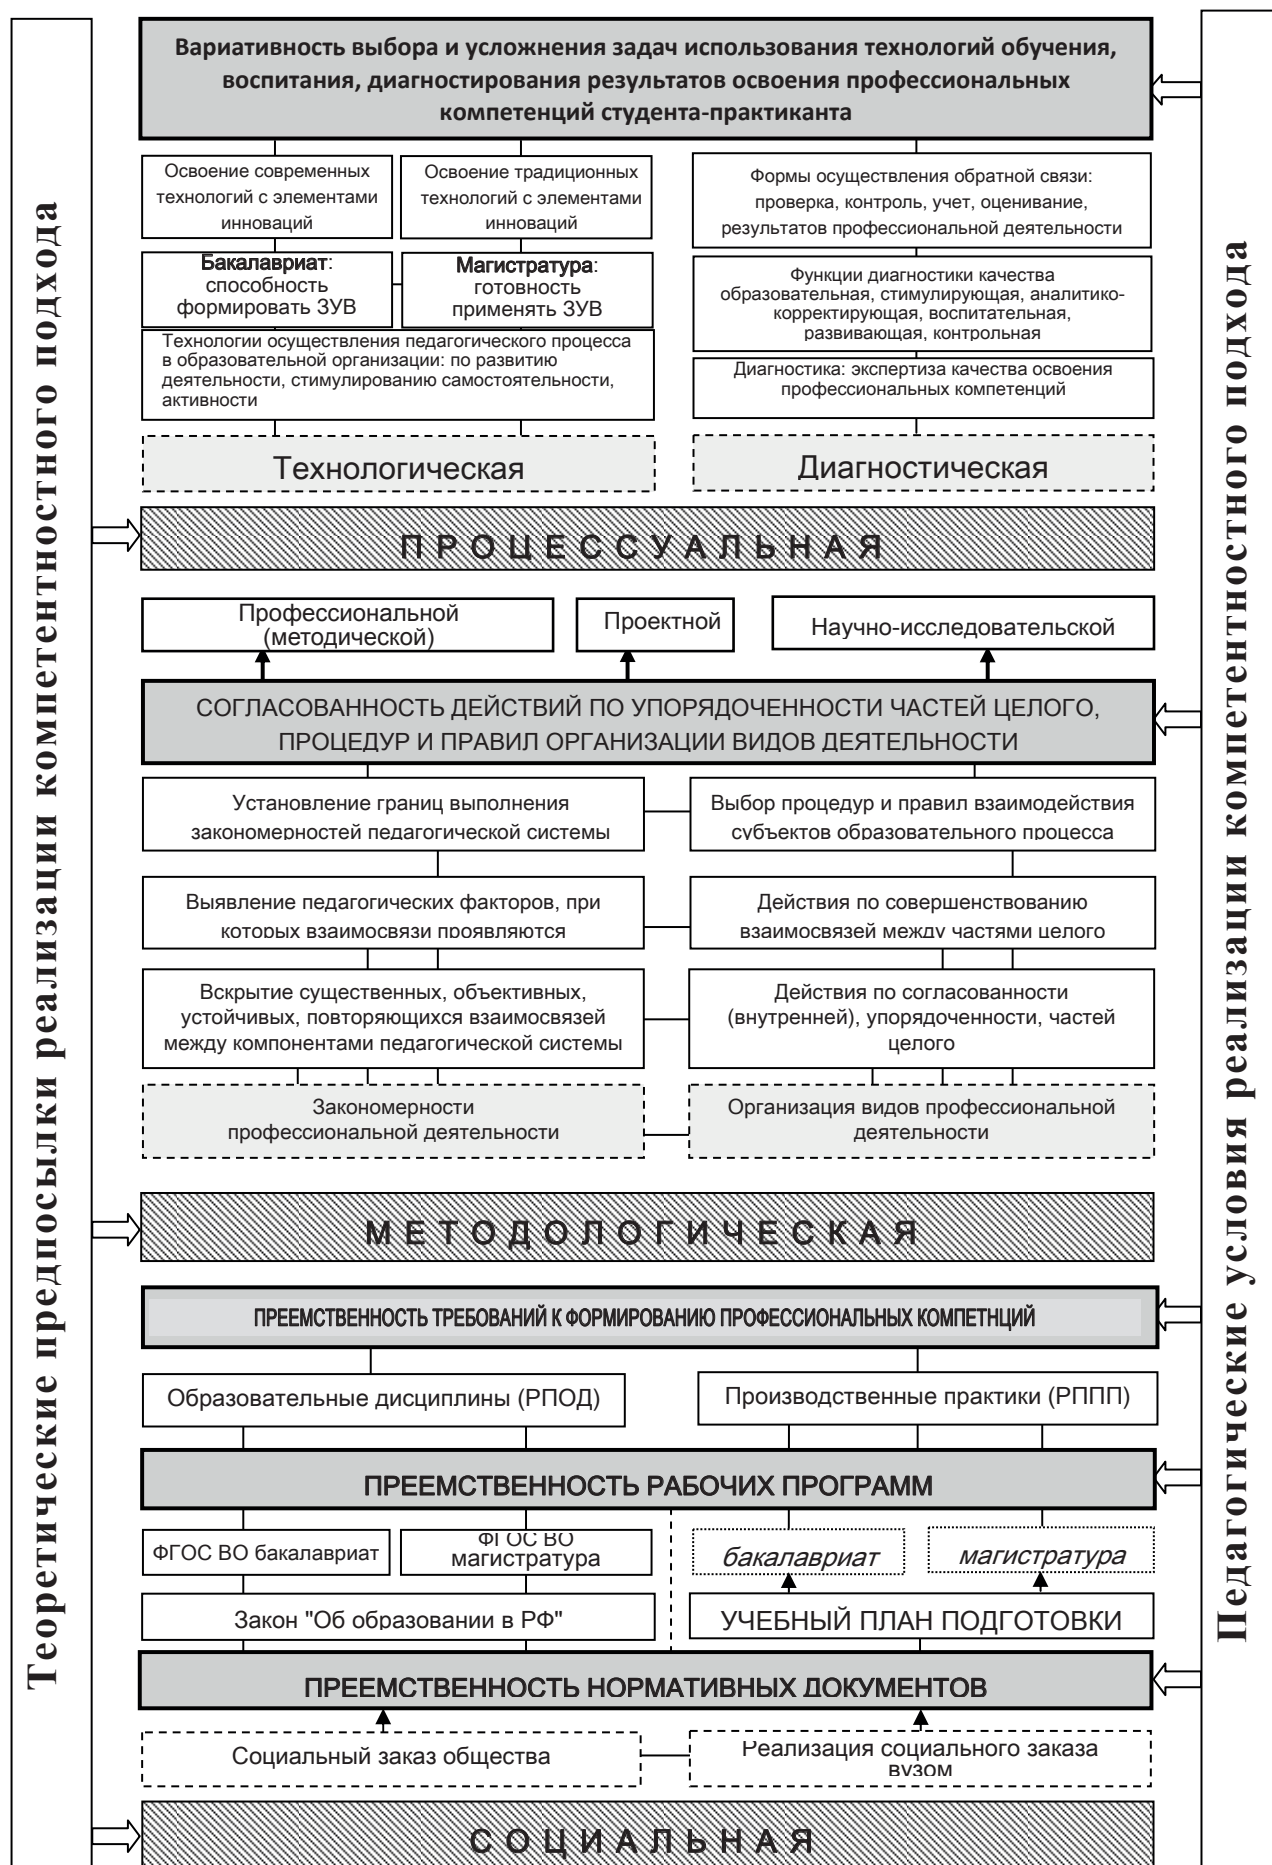 Теоретические предпосылки реализации компетентностного подхода
Вариативность выбора и усложнения задач использования технологий обучения,
воспитания, диагностирования результатов освоения профессиональных
компетенций студента-практиканта
Освоение современных
технологий с элементами
инноваций
Освоение традиционных
технологий с элементами
инноваций
Формы осуществления обратной связи:
проверка, контроль, учет, оценивание,
результатов профессиональной деятельности
Бакалавриат:
способность
формировать ЗУВ
Магистратура:
готовность
применять ЗУВ
Функции диагностики качества
образовательная, стимулирующая, аналитико-
корректирующая, воспитательная,
развивающая, контрольная
Технологии осуществления педагогического процесса
в образовательной организации: по развитию
деятельности, стимулированию самостоятельности,
активности
Диагностика: экспертиза качества освоения
профессиональных компетенций
Технологическая
Диагностическая
ПРОЦЕССУАЛЬНАЯ
Профессиональной
(методической)
Проектной
Научно-исследовательской
СОГЛАСОВАННОСТЬ ДЕЙСТВИЙ ПО УПОРЯДОЧЕННОСТИ ЧАСТЕЙ ЦЕЛОГО,
ПРОЦЕДУР И ПРАВИЛ ОРГАНИЗАЦИИ ВИДОВ ДЕЯТЕЛЬНОСТИ
Установление границ выполнения
закономерностей педагогической системы
Выбор процедур и правил взаимодействия
субъектов образовательного процесса
Выявление педагогических факторов, при
которых взаимосвязи проявляются
Действия по совершенствованию
взаимосвязей между частями целого
Вскрытие существенных, объективных,
устойчивых, повторяющихся взаимосвязей
между компонентами педагогической системы
Действия по согласованности
(внутренней), упорядоченности, частей
целого
Закономерности
профессиональной деятельности
Организация видов профессиональной
деятельности
МЕТОДОЛОГИЧЕСКАЯ
ПРЕЕМСТВЕННОСТЬ ТРЕБОВАНИЙ К ФОРМИРОВАНИЮ ПРОФЕССИОНАЛЬНЫХ КОМПЕТНЦИЙ
Образовательные дисциплины (РПОД)
Производственные практики (РППП)
ПРЕЕМСТВЕННОСТЬ РАБОЧИХ ПРОГРАММ
ФГОС ВО бакалавриат
ФГОС ВО
магистратура
бакалавриат
магистратура
Закон "Об образовании в РФ"
УЧЕБНЫЙ ПЛАН ПОДГОТОВКИ
ПРЕЕМСТВЕННОСТЬ НОРМАТИВНЫХ ДОКУМЕНТОВ
Социальный заказ общества
Реализация социального заказа
вузом
СОЦИАЛЬНАЯ
Педагогические условия реализации компетентностного подхода